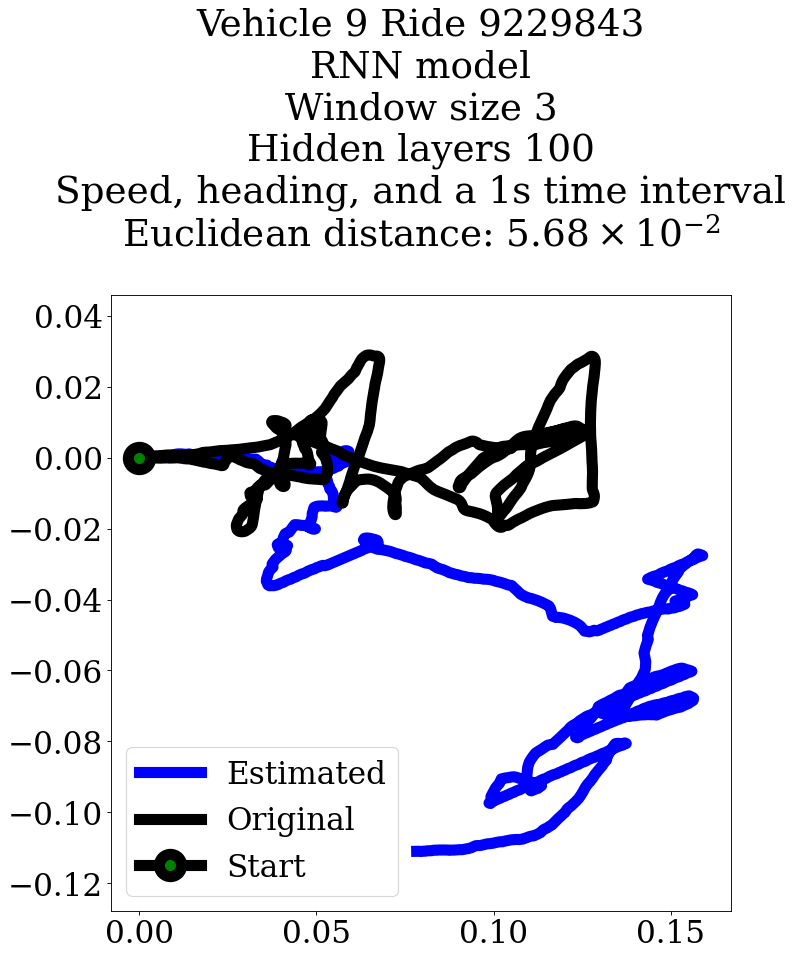 Vehicle 9 Ride 9229843
RNN model
Window size 3
Hidden layers 100
Speed, heading, and a 1s time interval
Euclidean distance: 5.68 × 10⁻²
0.04
0.02
0.00
−0.02
−0.04
−0.06
−0.08
−0.10
−0.12
Estimated
Original
Start
0.00 0.05 0.10 0.15